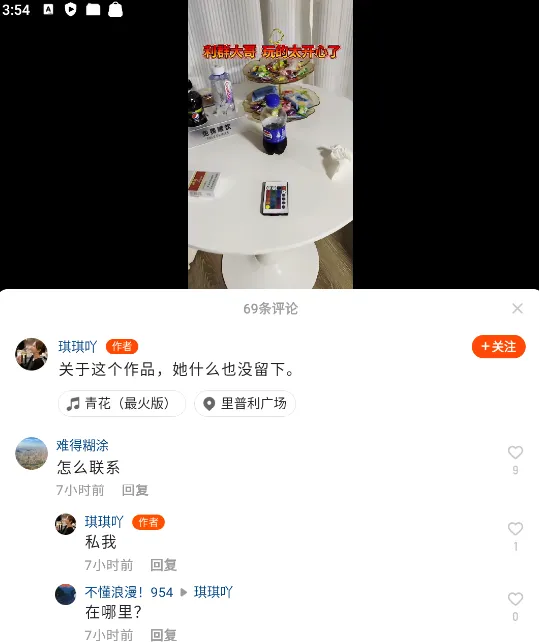 3:54
利群大哥 玩的太开心了
69条评论
琪琪吖 作者
+关注
关于这个作品，她什么也没留下。
青花（最火版） 里普利广场
难得糊涂
怎么联系
9
7小时前 回复
琪琪吖 作者
私我
1
7小时前 回复
不懂浪漫！954 ▶ 琪琪吖
在哪里？
0
7小时前 回复